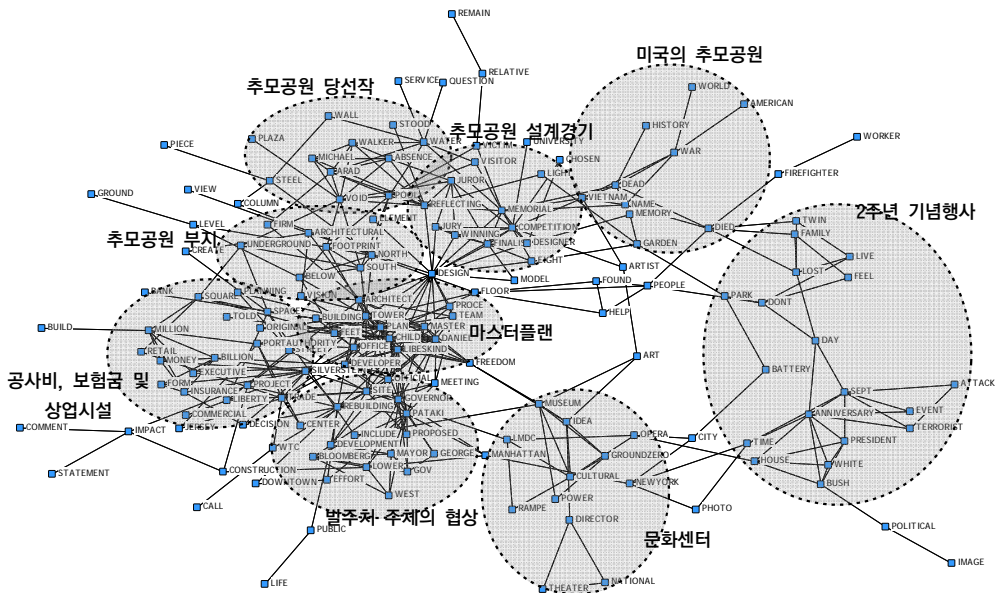 REMAIN
RELATIVE
미국의 추모공원
SERVICE
QUESTION
추모공원 당선작
WORLD
AMERICAN
WALL
STOOD
HISTORY
추모공원 설계경기
PLAZA
WALKER
WATER
VICTIM
UNIVERSITY
WORKER
PIECE
MICHAEL
ABSENCE
VISITOR
CHOSEN
WAR
ARAD
LIGHT
FIREFIGHTER
STEEL
JUROR
DEAD
VIEW
GROUND
VOID
POOL
VIETNAM
COLUMN
REFLECTING
MEMORIAL
NAME
MEMORY
2주년 기념행사
ELEMENT
LEVEL
FIRM
ARCHITECTURAL
JURY
COMPETITION
DIED
TWIN
추모공원 부지
WINNING
FAMILY
UNDERGROUND
FOOTPRINT
FINALIST
DESIGNER
GARDEN
CREATE
NORTH
LIVE
SOUTH
EIGHT
ARTIST
BELOW
DESIGN
MODEL
FOUND
PEOPLE
LOST
FEEL
BANK
PLANNING
VISION
FLOOR
PARK
SQUARE
ARCHITECT
DONT
SPACE
PROCE
HELP
TOLD
BUILDING
TOWER
TEAM
BUILD
MILLION
ORIGINAL
FEET
PLAN
MASTER
마스터플랜
PORTAUTHORITY
CHILD
DANIEL
DAY
RETAIL
STREET
OFFICE
LIBESKIND
MONEY
BILLION
DEVELOPER
FREEDOM
ART
EXECUTIVE
SILVERSTEIN
BATTERY
공사비, 보험금 및
FORM
PROJECT
OFFICIAL
MEETING
ATTACK
상업시설
INSURANCE
SITE
SEPT
LIBERTY
TRADE
GOVERNOR
MUSEUM
COMMERCIAL
REBUILDING
PATAKI
EVENT
ANNIVERSARY
COMMENT
IMPACT
JERSEY
DECISION
CENTER
IDEA
TERRORIST
INCLUDE
PROPOSED
LMDC
OPERA
CITY
WTC
DEVELOPMENT
TIME
PRESIDENT
BLOOMBERG
MAYOR
GEORGE
MANHATTAN
GROUNDZERO
HOUSE
WHITE
STATEMENT
CONSTRUCTION
LOWER
GOV
CULTURAL
DOWNTOWN
EFFORT
NEWYORK
BUSH
WEST
POWER
CALL
RAMPE
PHOTO
발주처 주체의 협상
DIRECTOR
PUBLIC
POLITICAL
문화센터
IMAGE
LIFE
THEATER
NATIONAL